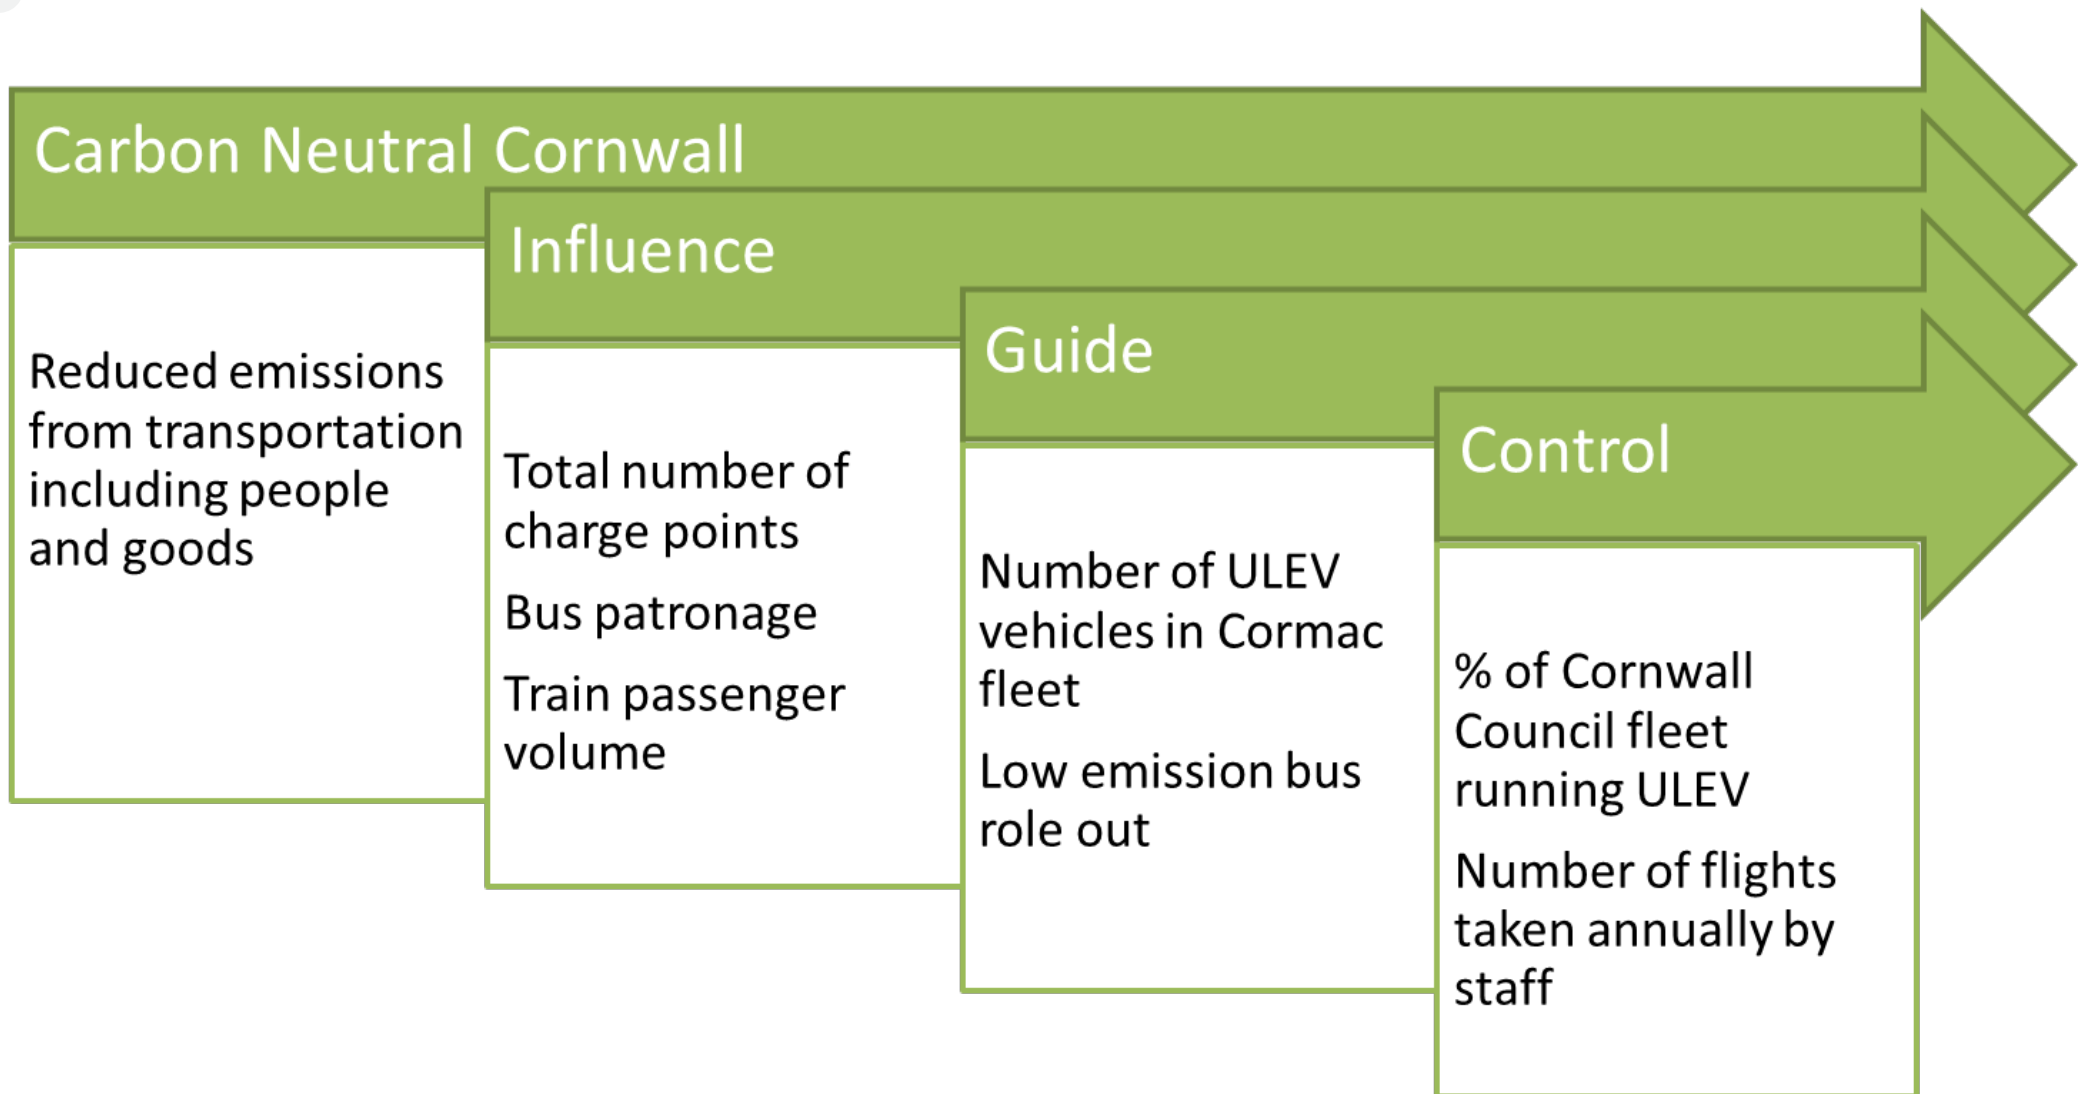 Carbon Neutral Cornwall
Reduced emissions
from transportation
including people
and goods
Influence
Total number of
charge points
Bus patronage
Train passenger
volume
Guide
Number of ULEV
vehicles in Cormac
fleet
Low emission bus
role out
Control
% of Cornwall
Council fleet
running ULEV
Number of flights
taken annually by
staff